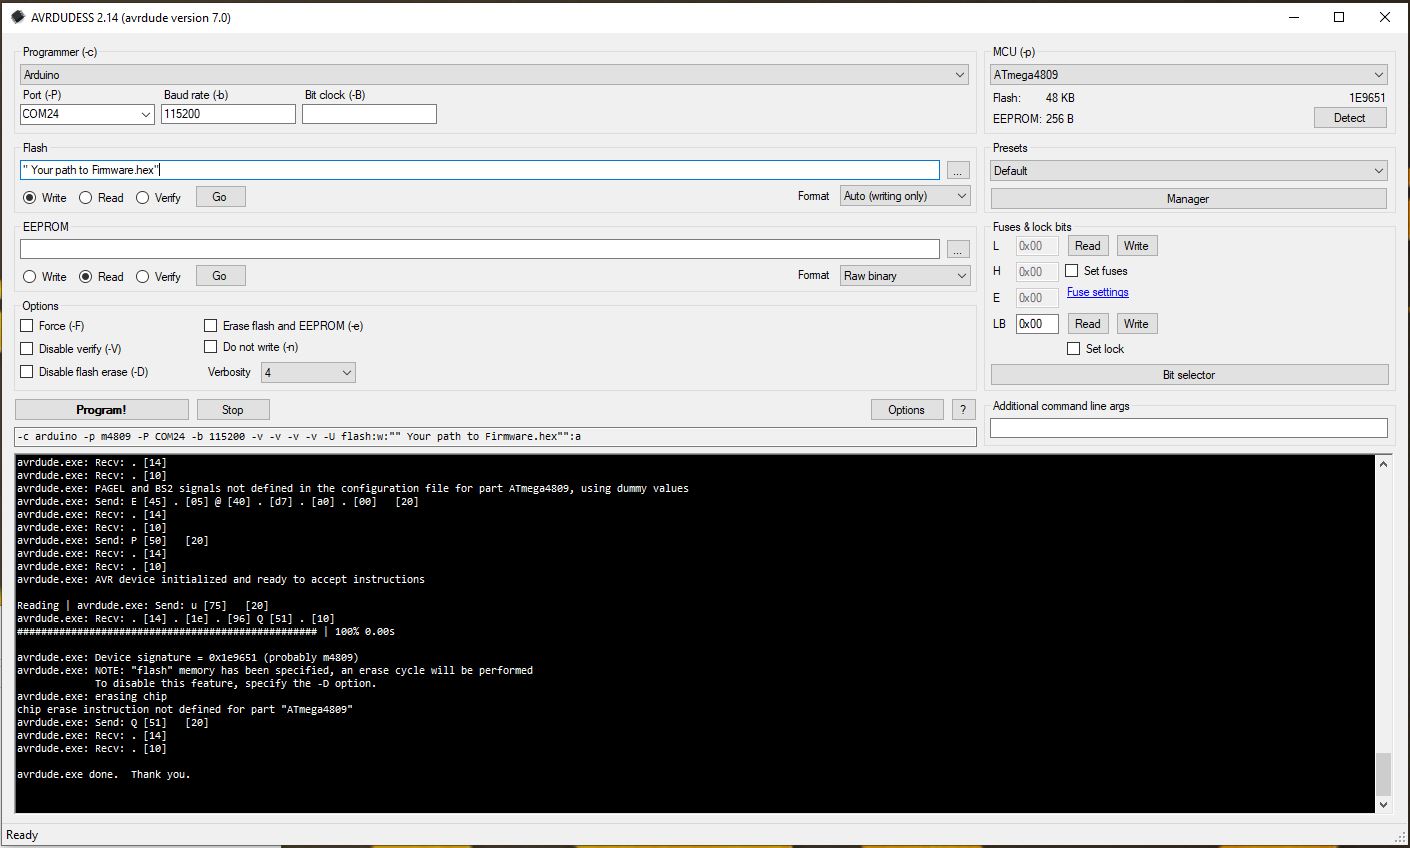 AVRDUDESS 2.14 (avrdude version 7.0)
Programmer (-c)
Arduino
Port (-P)
Baud rate (-b)
Bit clock (-B)
COM24
115200
MCU (-p)
ATmega4809
Flash: 48 KB
1E9651
EEPROM: 256 B
Detect
Flash
" Your path to Firmware.hex"
...
Write
Read
Verify
Go
Format
Auto (writing only)
Presets
Default
Manager
EEPROM
...
Write
Read
Verify
Go
Format
Raw binary
Fuses & lock bits
L 0x00 Read Write
H 0x00 Set fuses
E 0x00 Fuse settings
LB 0x00 Read Write
Set lock
Bit selector
Options
Force (-F)
Erase flash and EEPROM (-e)
Disable verify (-V)
Do not write (-n)
Disable flash erase (-D)
Verbosity 4
Program!
Stop
Options
?
Additional command line args
-c arduino -p m4809 -P COM24 -b 115200 -v -v -v -v -U flash:w:"" Your path to Firmware.hex"":a
avrdude.exe: Recv: . [14]
avrdude.exe: Recv: . [10]
avrdude.exe: PAGEL and BS2 signals not defined in the configuration file for part ATmega4809, using dummy values
avrdude.exe: Send: E [45] . [05] @ [40] . [d7] . [a0] . [00]   [20]
avrdude.exe: Recv: . [14]
avrdude.exe: Recv: . [10]
avrdude.exe: Send: P [50]   [20]
avrdude.exe: Recv: . [14]
avrdude.exe: Recv: . [10]
avrdude.exe: AVR device initialized and ready to accept instructions
Reading | avrdude.exe: Send: u [75]   [20]
avrdude.exe: Recv: . [14] . [1e] . [96] Q [51] . [10]
################################################## | 100% 0.00s
avrdude.exe: Device signature = 0x1e9651 (probably m4809)
avrdude.exe: NOTE: "flash" memory has been specified, an erase cycle will be performed
To disable this feature, specify the -D option.
avrdude.exe: erasing chip
chip erase instruction not defined for part "ATmega4809"
avrdude.exe: Send: Q [51]   [20]
avrdude.exe: Recv: . [14]
avrdude.exe: Recv: . [10]
avrdude.exe done.  Thank you.
Ready